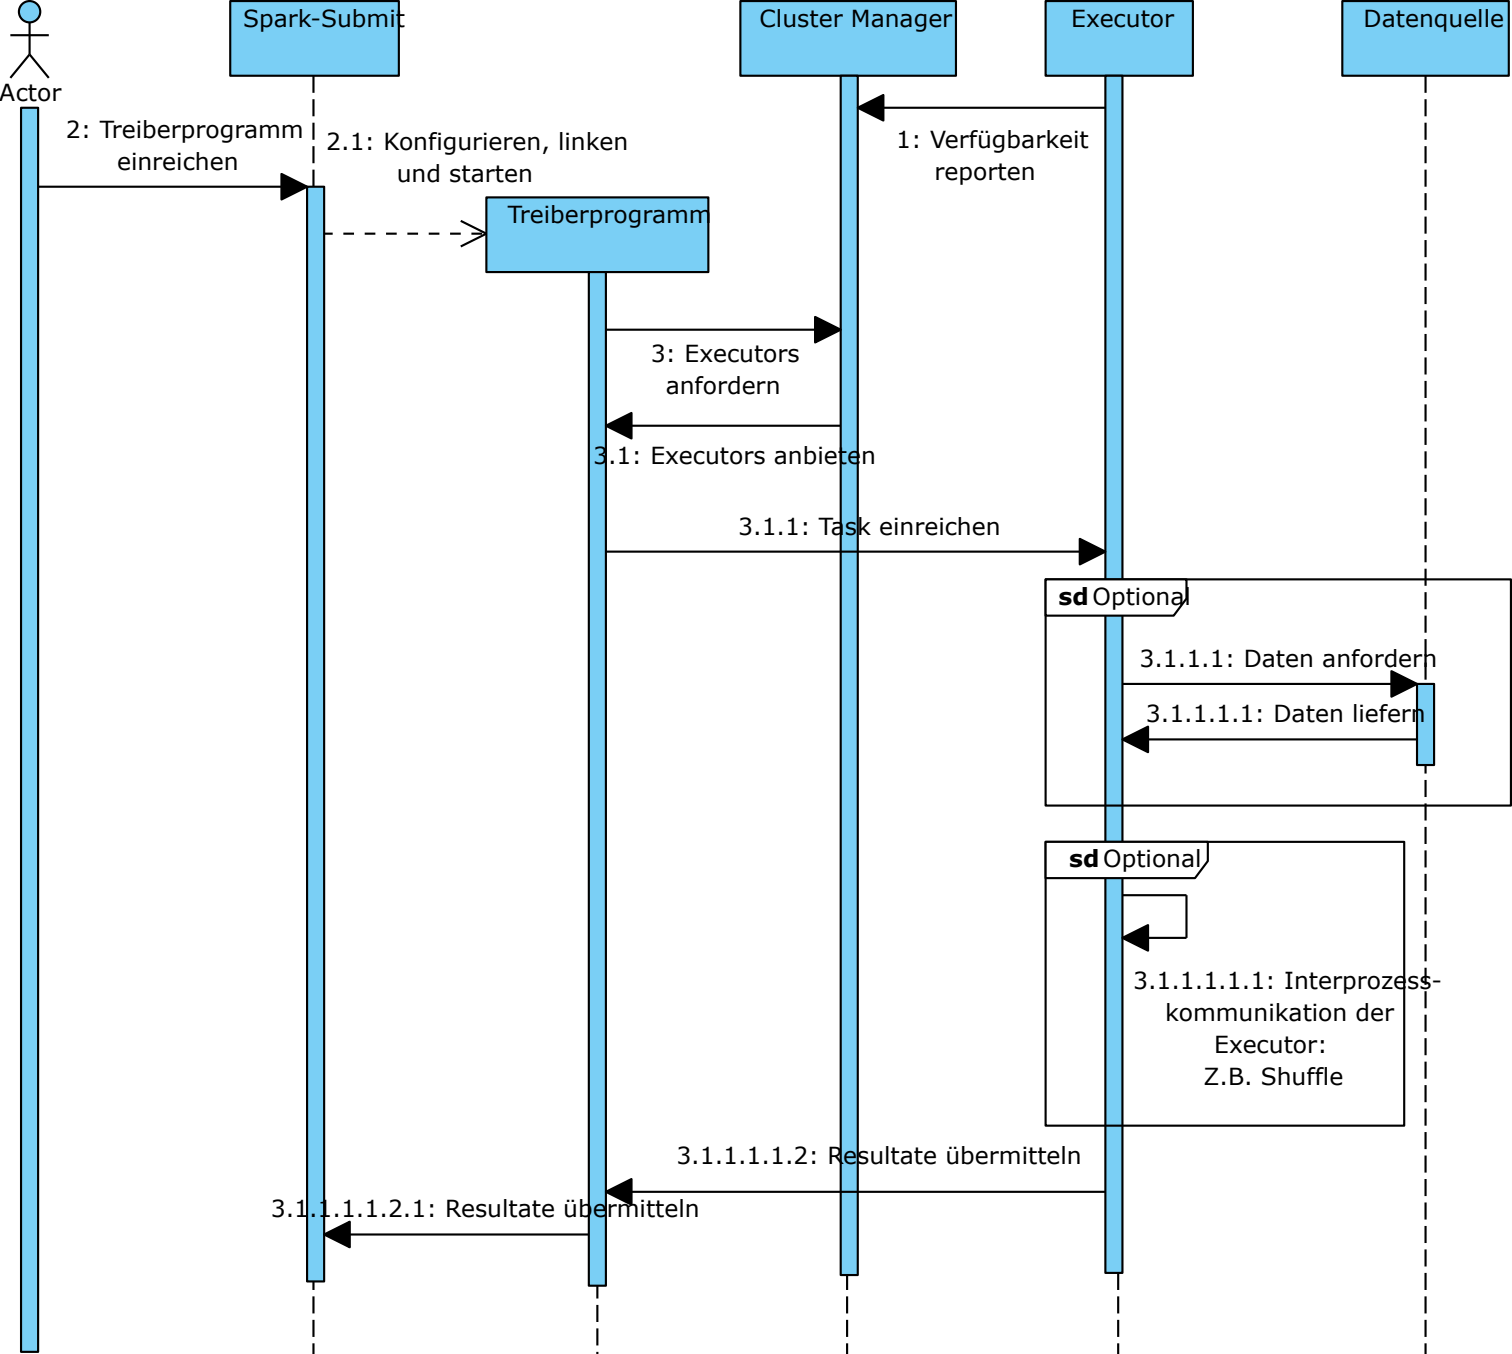 Spark-Submit
Cluster Manager
Executor
Datenquelle
Actor
2: Treiberprogramm
einreichen
2.1: Konfigurieren, linken
und starten
1: Verfügbarkeit
reporten
Treiberprogramm
3: Executors
anfordern
3.1: Executors anbieten
3.1.1: Task einreichen
sd Optional
3.1.1.1: Daten anfordern
3.1.1.1.1: Daten liefern
sd Optional
3.1.1.1.1.1: Interprozess-
kommunikation der
Executor:
Z.B. Shuffle
3.1.1.1.1.2: Resultate übermitteln
3.1.1.1.1.2.1: Resultate übermitteln